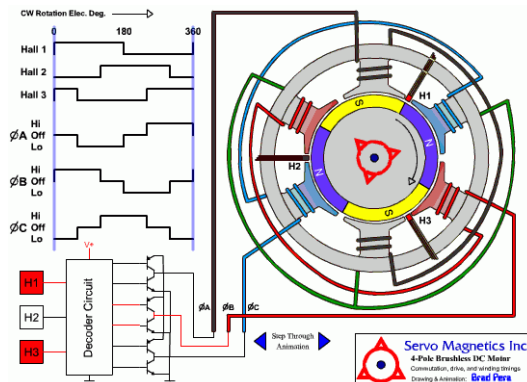 CW Rotation Elec. Deg.
0 180 360
Hall 1
Hall 2
Hall 3
Hi
ØA Off
Lo
Hi
ØB Off
Lo
Hi
ØC Off
Lo
V+
H1
H2
H3
Decoder Circuit
ØA ØB ØC
S
N
N
S
H1
H2
H3
Step Through
Animation
Servo Magnetics Inc
4-Pole Brushless DC Motor
Commutation, drive, and winding timings
Drawing & Animation: Brad Pera